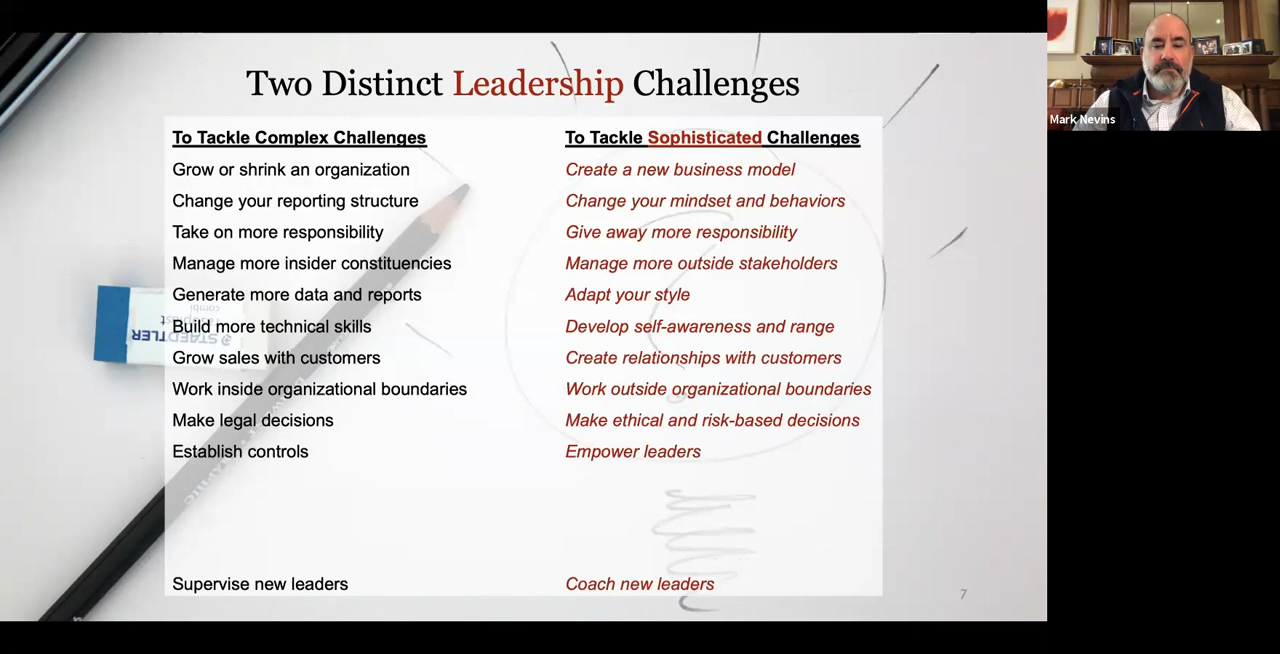 Two Distinct Leadership Challenges
To Tackle Complex Challenges
Grow or shrink an organization
Change your reporting structure
Take on more responsibility
Manage more insider constituencies
Generate more data and reports
Build more technical skills
Grow sales with customers
Work inside organizational boundaries
Make legal decisions
Establish controls
Supervise new leaders
To Tackle Sophisticated Challenges
Create a new business model
Change your mindset and behaviors
Give away more responsibility
Manage more outside stakeholders
Adapt your style
Develop self-awareness and range
Create relationships with customers
Work outside organizational boundaries
Make ethical and risk-based decisions
Empower leaders
Coach new leaders
7
Mark Nevins
STAEDTLER
combi